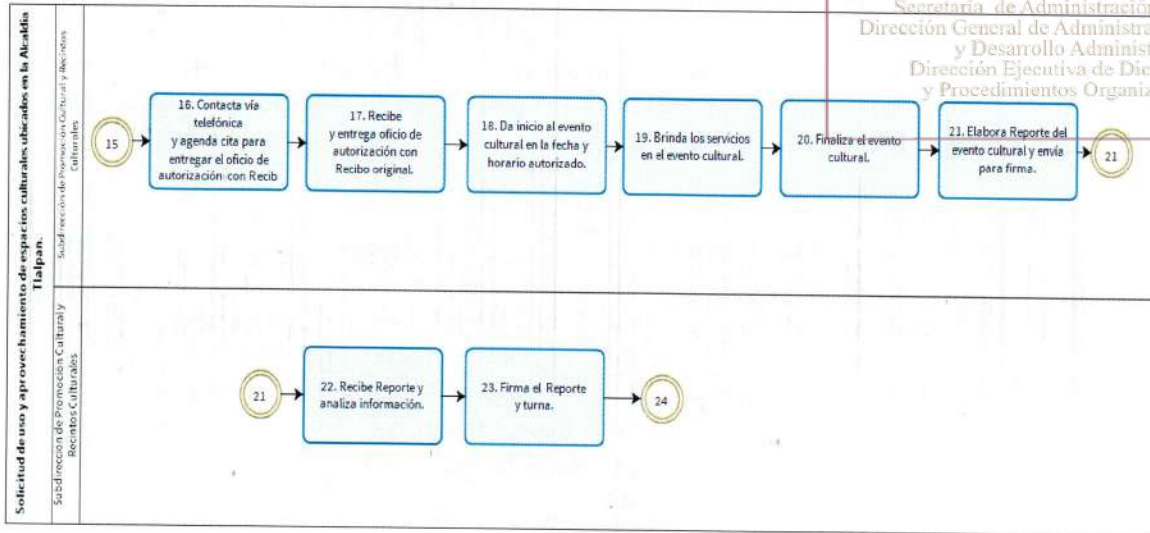 Secretaría de Administración
Dirección General de Administra
y Desarrollo Administ
Dirección Ejecutiva de Dic
y Procedimientos Organiz
Solicitud de uso y aprovechamiento de espacios culturales ubicados en la Alcaldía
Tlalpan.
Subdirección de Promoción Cultural y Recintos
Culturales
15
16. Contacta vía
telefónica
y agenda cita para
entregar el oficio de
autorización con Recib
17. Recibe
y entrega oficio de
autorización con
Recibo original.
18. Da inicio al evento
cultural en la fecha y
horario autorizado.
19. Brinda los servicios
en el evento cultural.
20. Finaliza el evento
cultural.
21. Elabora Reporte del
evento cultural y envía
para firma.
21
Subdirección de Promoción Cultural y
Recintos Culturales
21
22. Recibe Reporte y
analiza información.
23. Firma el Reporte
y turna.
24